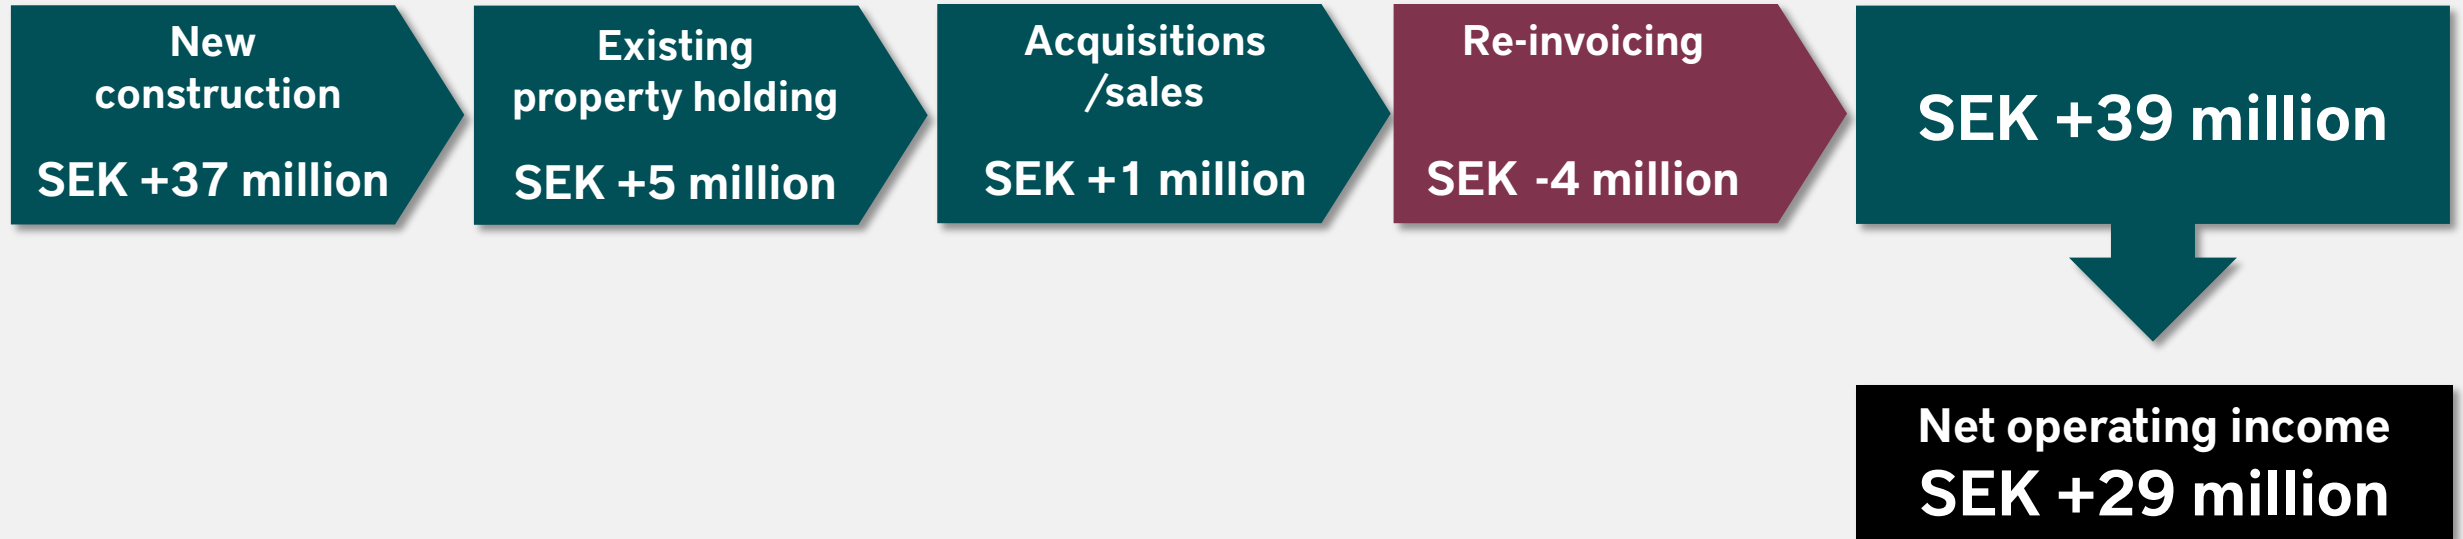 New
construction
SEK +37 million
Existing
property holding
SEK +5 million
Acquisitions
/sales
SEK +1 million
Re-invoicing
SEK -4 million
SEK +39 million
Net operating income
SEK +29 million